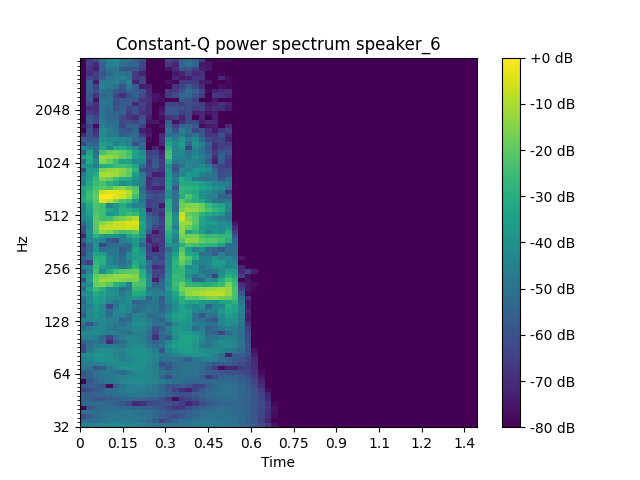 Constant-Q power spectrum speaker_6
Hz
2048
1024
512
256
128
64
32
0 0.15 0.3 0.45 0.6 0.75 0.9 1.1 1.2 1.4
Time
+0 dB
-10 dB
-20 dB
-30 dB
-40 dB
-50 dB
-60 dB
-70 dB
-80 dB